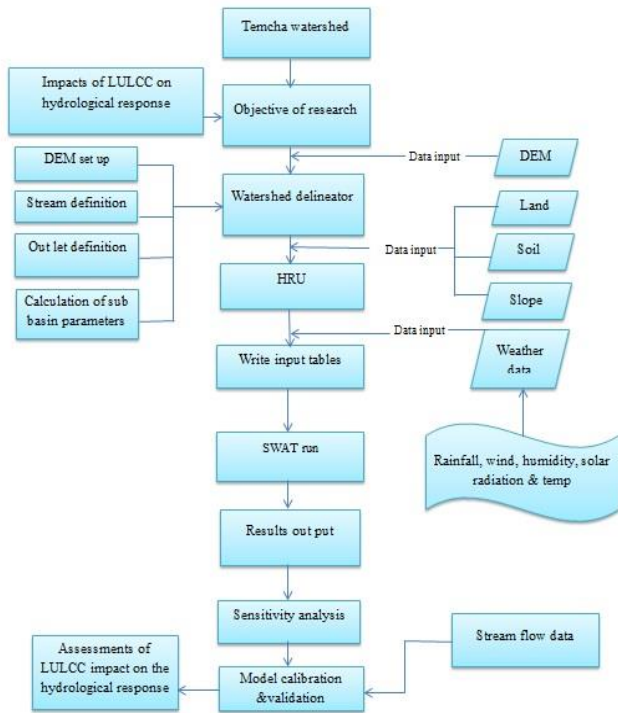 Temcha watershed
Impacts of LULCC on
hydrological response
Objective of research
Data input
DEM
DEM set up
Stream definition
Out let definition
Calculation of sub
basin parameters
Watershed delineator
Data input
Land
Soil
Slope
HRU
Data input
Weather
data
Write input tables
Rainfall, wind, humidity, solar
radiation & temp
SWAT run
Results out put
Sensitivity analysis
Stream flow data
Model calibration
&validation
Assessments of
LULCC impact on the
hydrological response